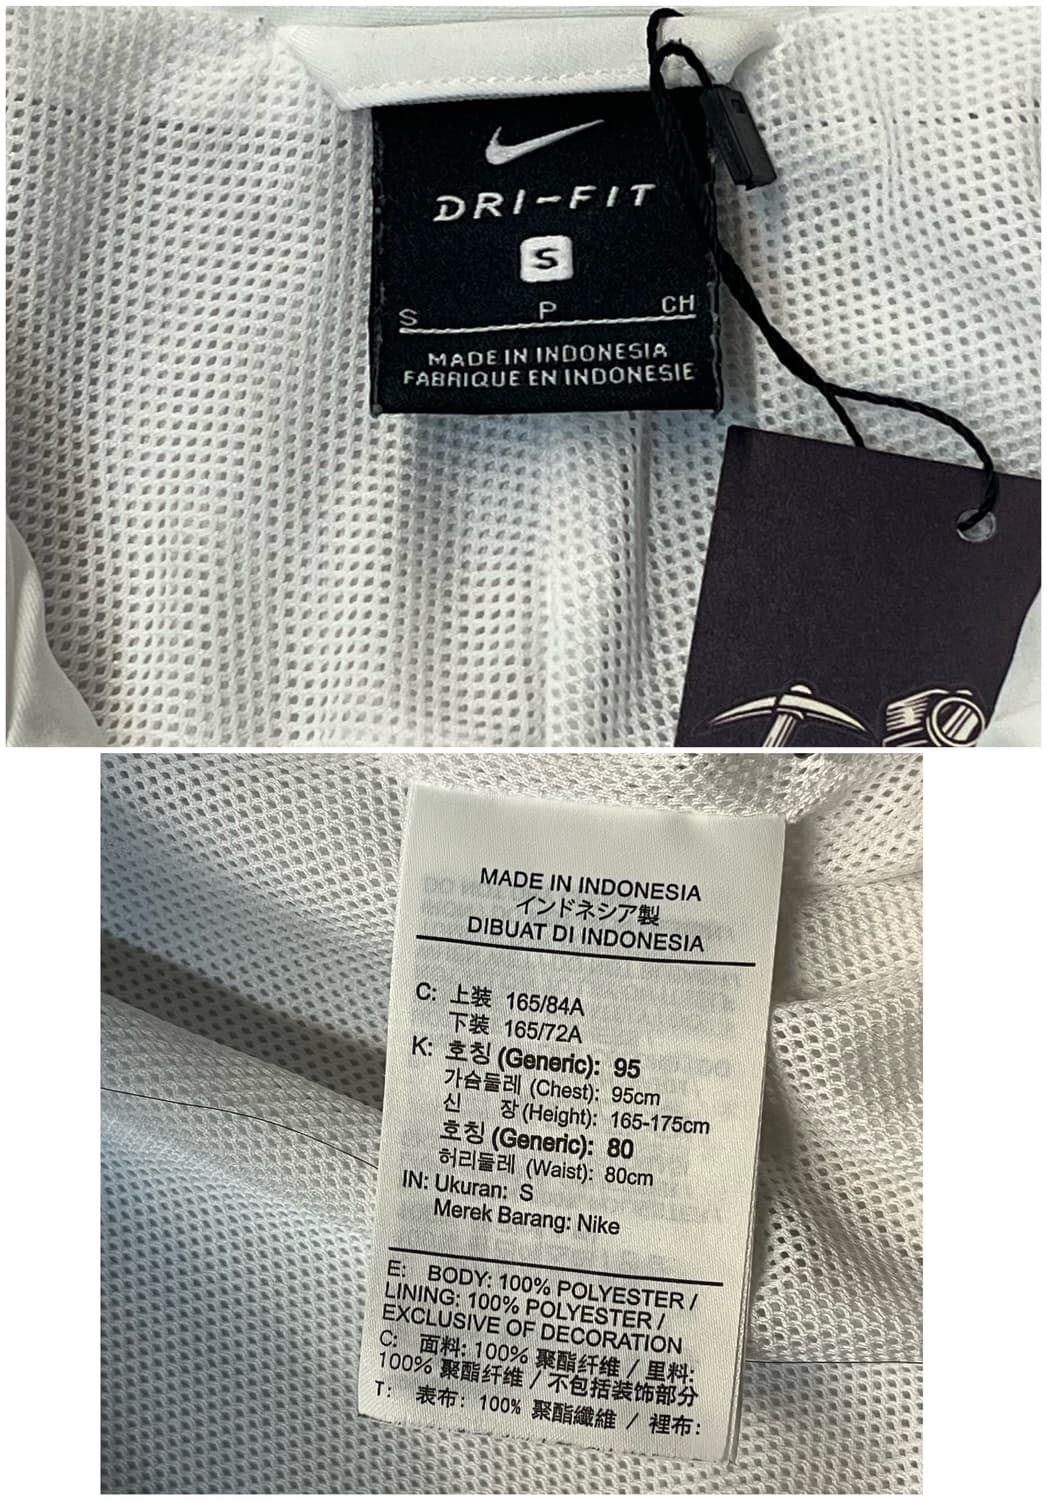 DRI-FIT
S
S P CH
MADE IN INDONESIA
FABRIQUE EN INDONESIE
MADE IN INDONESIA
インドネシア製
DIBUAT DI INDONESIA
C: 上装 165/84A
下装 165/72A
K: 호칭 (Generic): 95
가슴둘레 (Chest): 95cm
신 장 (Height): 165-175cm
호칭 (Generic): 80
허리둘레 (Waist): 80cm
IN: Ukuran: S
Merek Barang: Nike
E: BODY: 100% POLYESTER /
LINING: 100% POLYESTER /
EXCLUSIVE OF DECORATION
C: 面料: 100% 聚酯纤维 / 里料:
100% 聚酯纤维 / 不包括装饰部分
T: 表布: 100% 聚酯纖維 / 裡布: